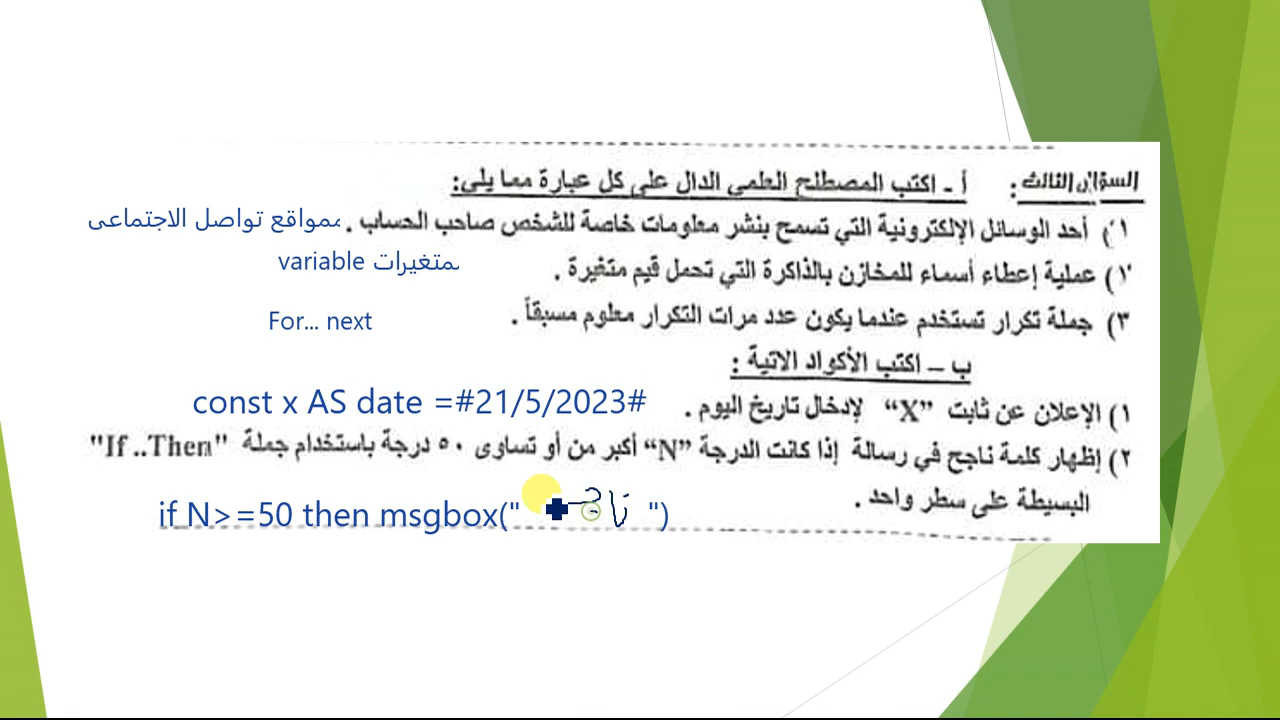 السؤال الثالث : أ - اكتب المصطلح العلمى الدال على كل عبارة مما يلى:
١) أحد الوسائل الإلكترونية التي تسمح بنشر معلومات خاصة للشخص صاحب الحساب . مواقع تواصل الاجتماعى
٢) عملية إعطاء أسماء للمخازن بالذاكرة التي تحمل قيم متغيرة . متغيرات variable
٣) جملة تكرار تستخدم عندما يكون عدد مرات التكرار معلوم مسبقاً . For... next
ب – اكتب الأكواد الاتية :
١) الإعلان عن ثابت "X" لإدخال تاريخ اليوم . const x AS date =#21/5/2023#
٢) إظهار كلمة ناجح في رسالة إذا كانت الدرجة "N" أكبر من أو تساوى ٥٠ درجة باستخدام جملة "If ..Then"
البسيطة على سطر واحد .
if N>=50 then msgbox(" ")